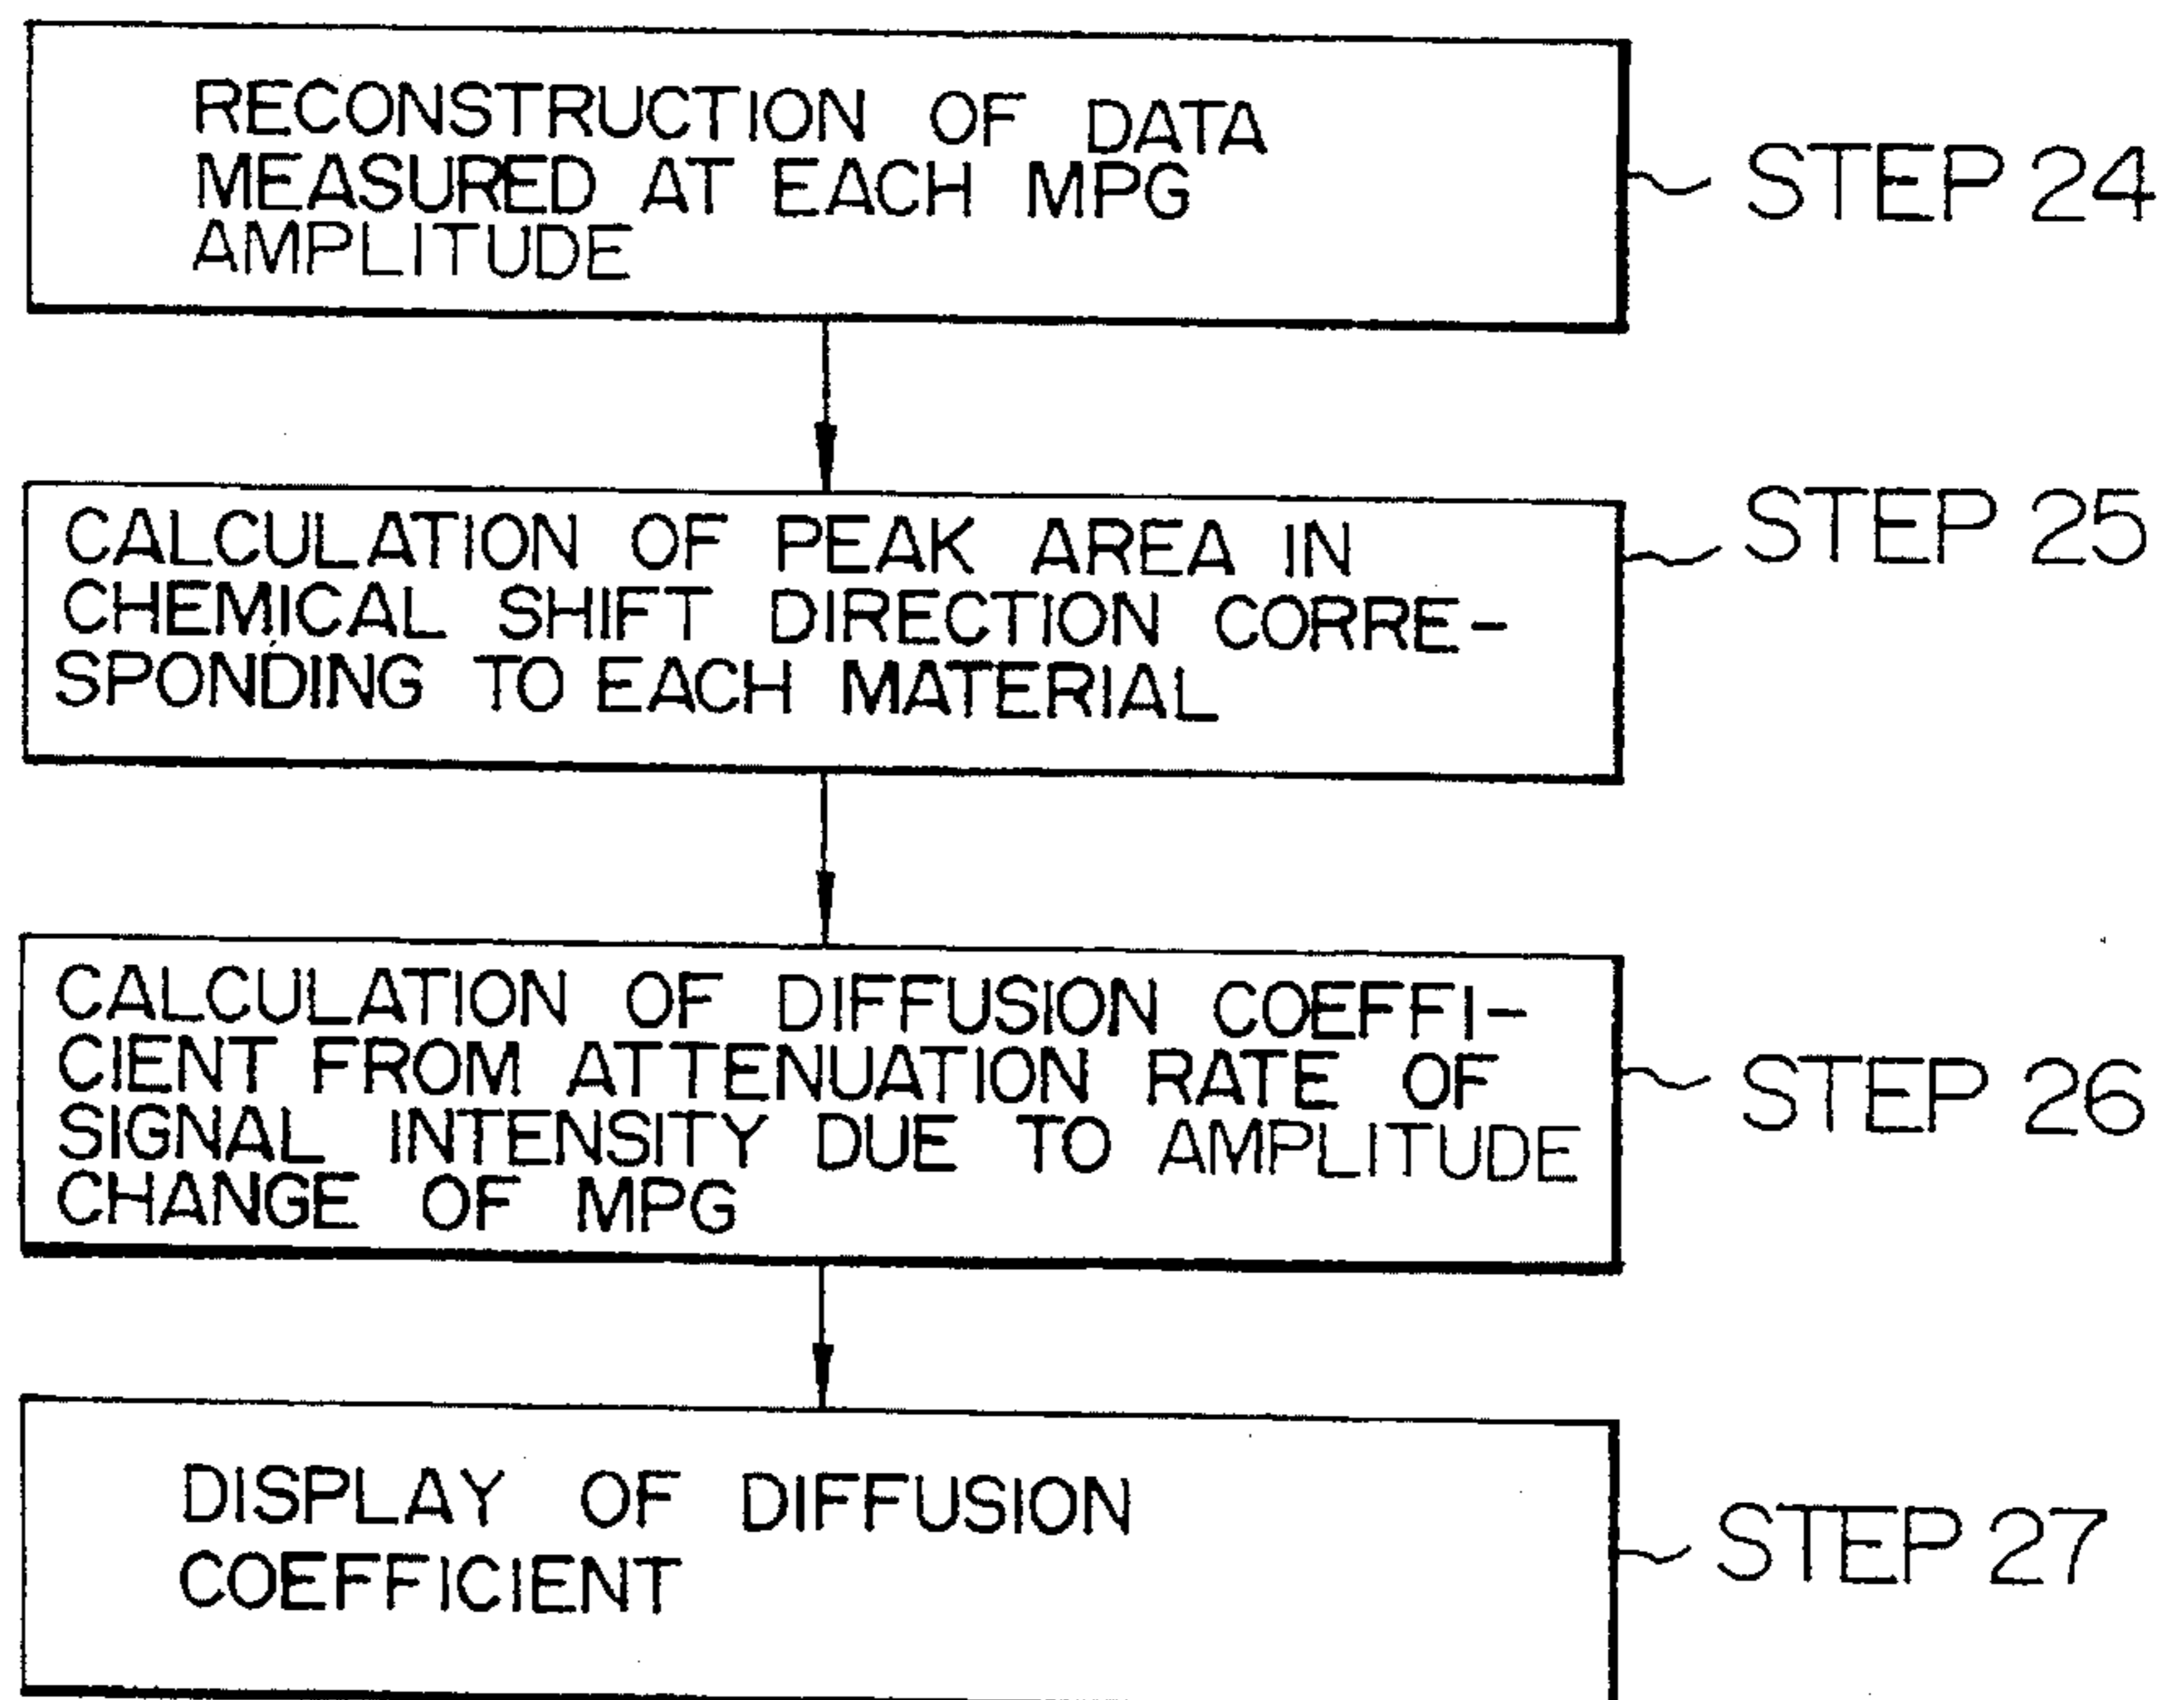 RECONSTRUCTION OF DATA
MEASURED AT EACH MPG
AMPLITUDE
STEP 24
CALCULATION OF PEAK AREA IN
CHEMICAL SHIFT DIRECTION CORRE-
SPONDING TO EACH MATERIAL
STEP 25
CALCULATION OF DIFFUSION COEFFI-
CIENT FROM ATTENUATION RATE OF
SIGNAL INTENSITY DUE TO AMPLITUDE
CHANGE OF MPG
STEP 26
DISPLAY OF DIFFUSION
COEFFICIENT
STEP 27